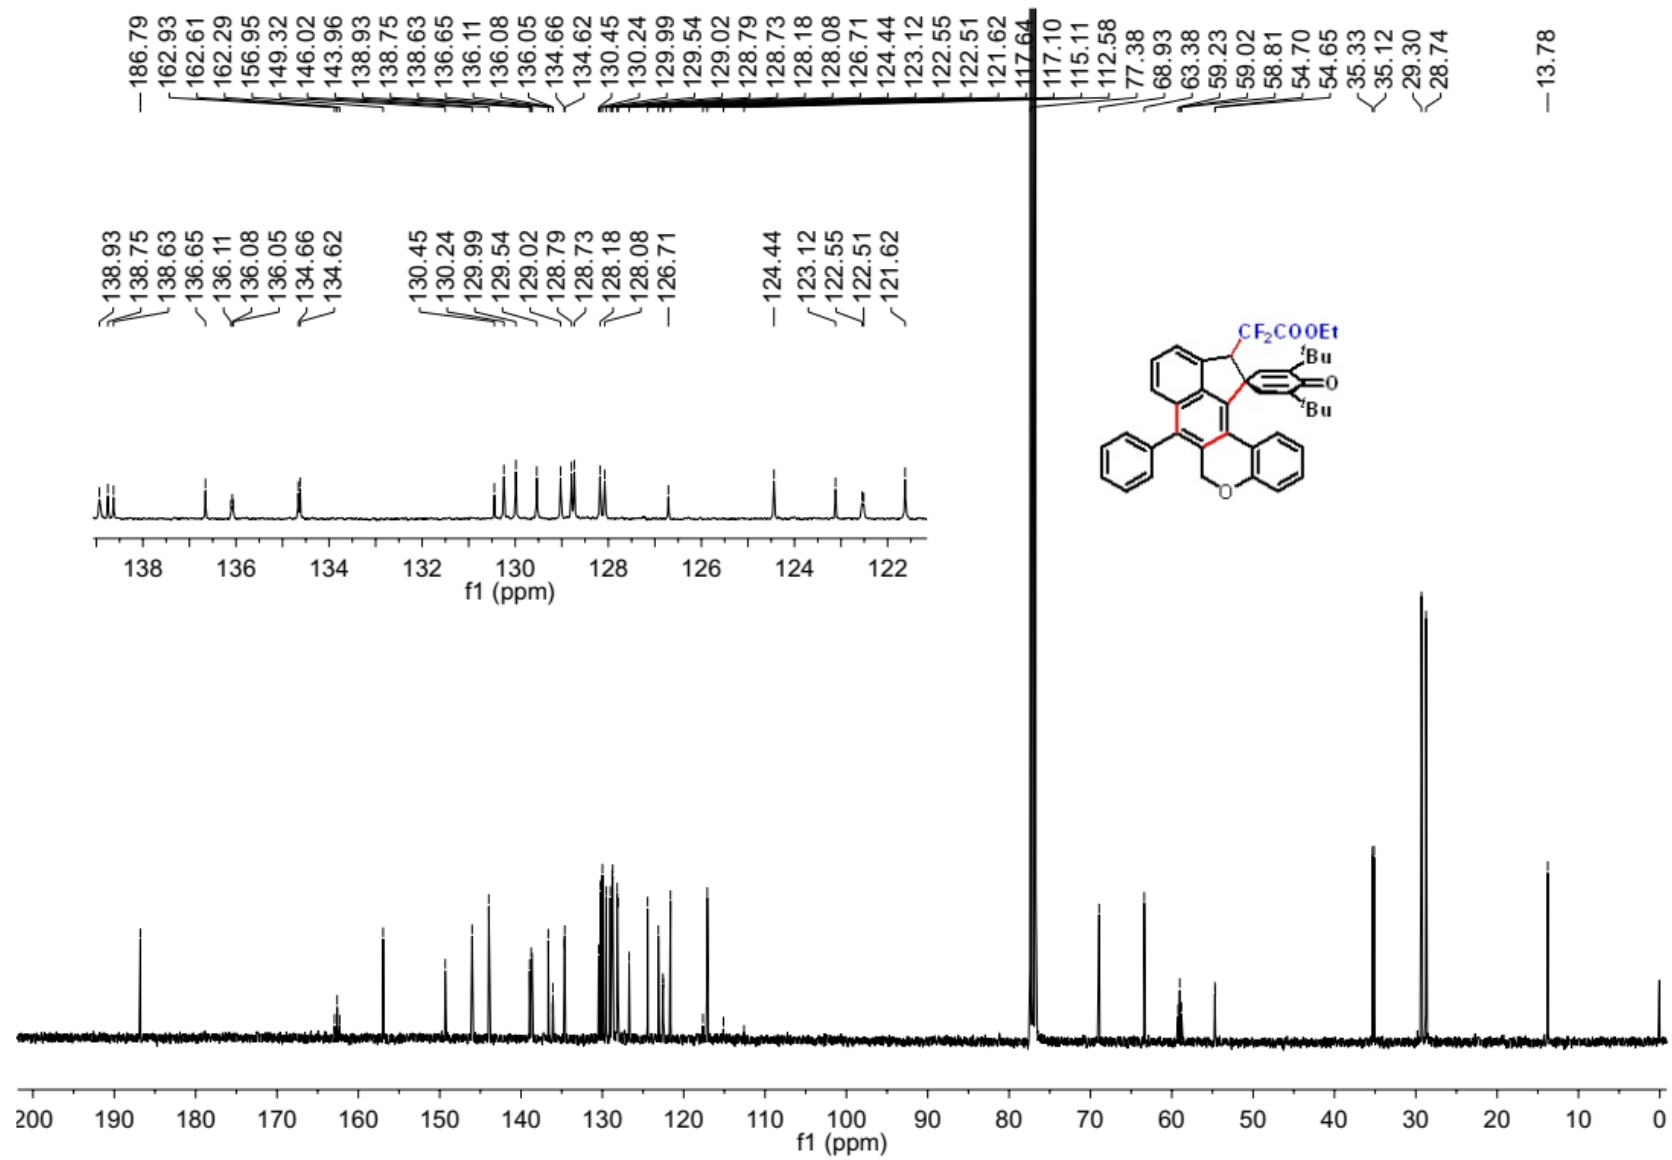 186.79 162.93 162.61 162.29 156.95 149.32 146.02 143.96 138.93 138.75 138.63 136.65 136.11 136.08 136.05 134.66 134.62 130.45 130.24 129.99 129.54 129.02 128.79 128.73 128.18 128.08 126.71 124.44 123.12 122.55 122.51 121.62 117.64 117.10 115.11 112.58 77.38 68.93 63.38 59.23 59.02 58.81 54.70 54.65 35.33 35.12 29.30 28.74 13.78
138.93 138.75 138.63 136.65 136.11 136.08 136.05 134.66 134.62 130.45 130.24 129.99 129.54 129.02 128.79 128.73 128.18 128.08 126.71 124.44 123.12 122.55 122.51 121.62
CF₂COOEt
ᵗBu
O
ᵗBu
O
138 136 134 132 130 128 126 124 122
f1 (ppm)
200 190 180 170 160 150 140 130 120 110 100 90 80 70 60 50 40 30 20 10 0
f1 (ppm)